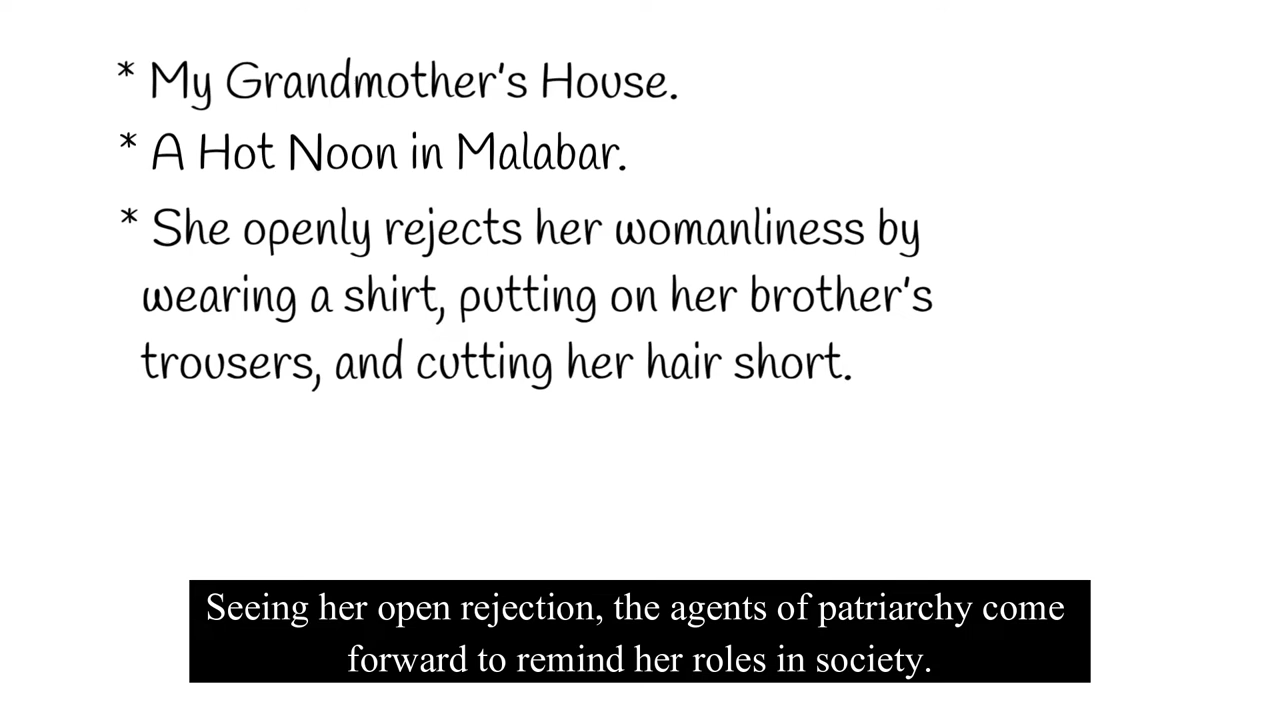 * My Grandmother's House.
* A Hot Noon in Malabar.
* She openly rejects her womanliness by
wearing a shirt, putting on her brother's
trousers, and cutting her hair short.
Seeing her open rejection, the agents of patriarchy come
forward to remind her roles in society.